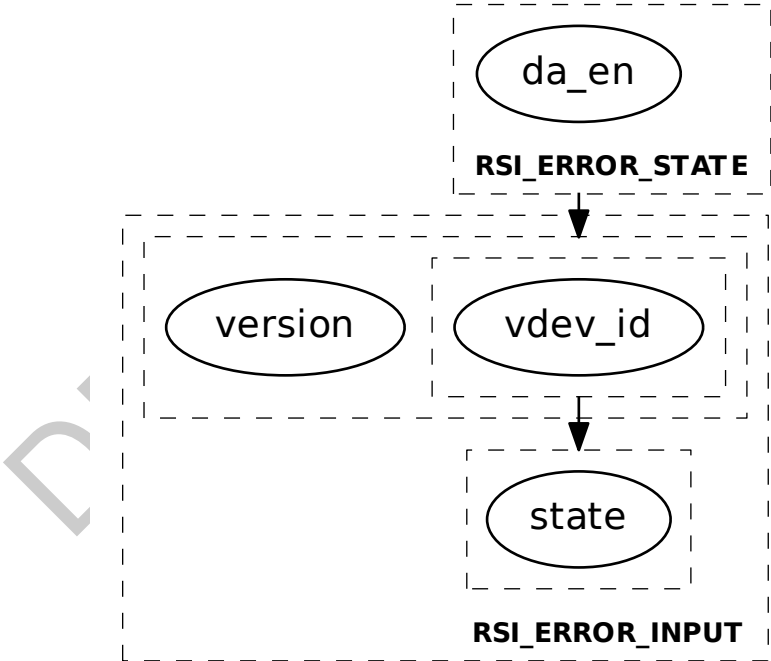 da_en
RSI_ERROR_STATE
version vdev_id
state
RSI_ERROR_INPUT